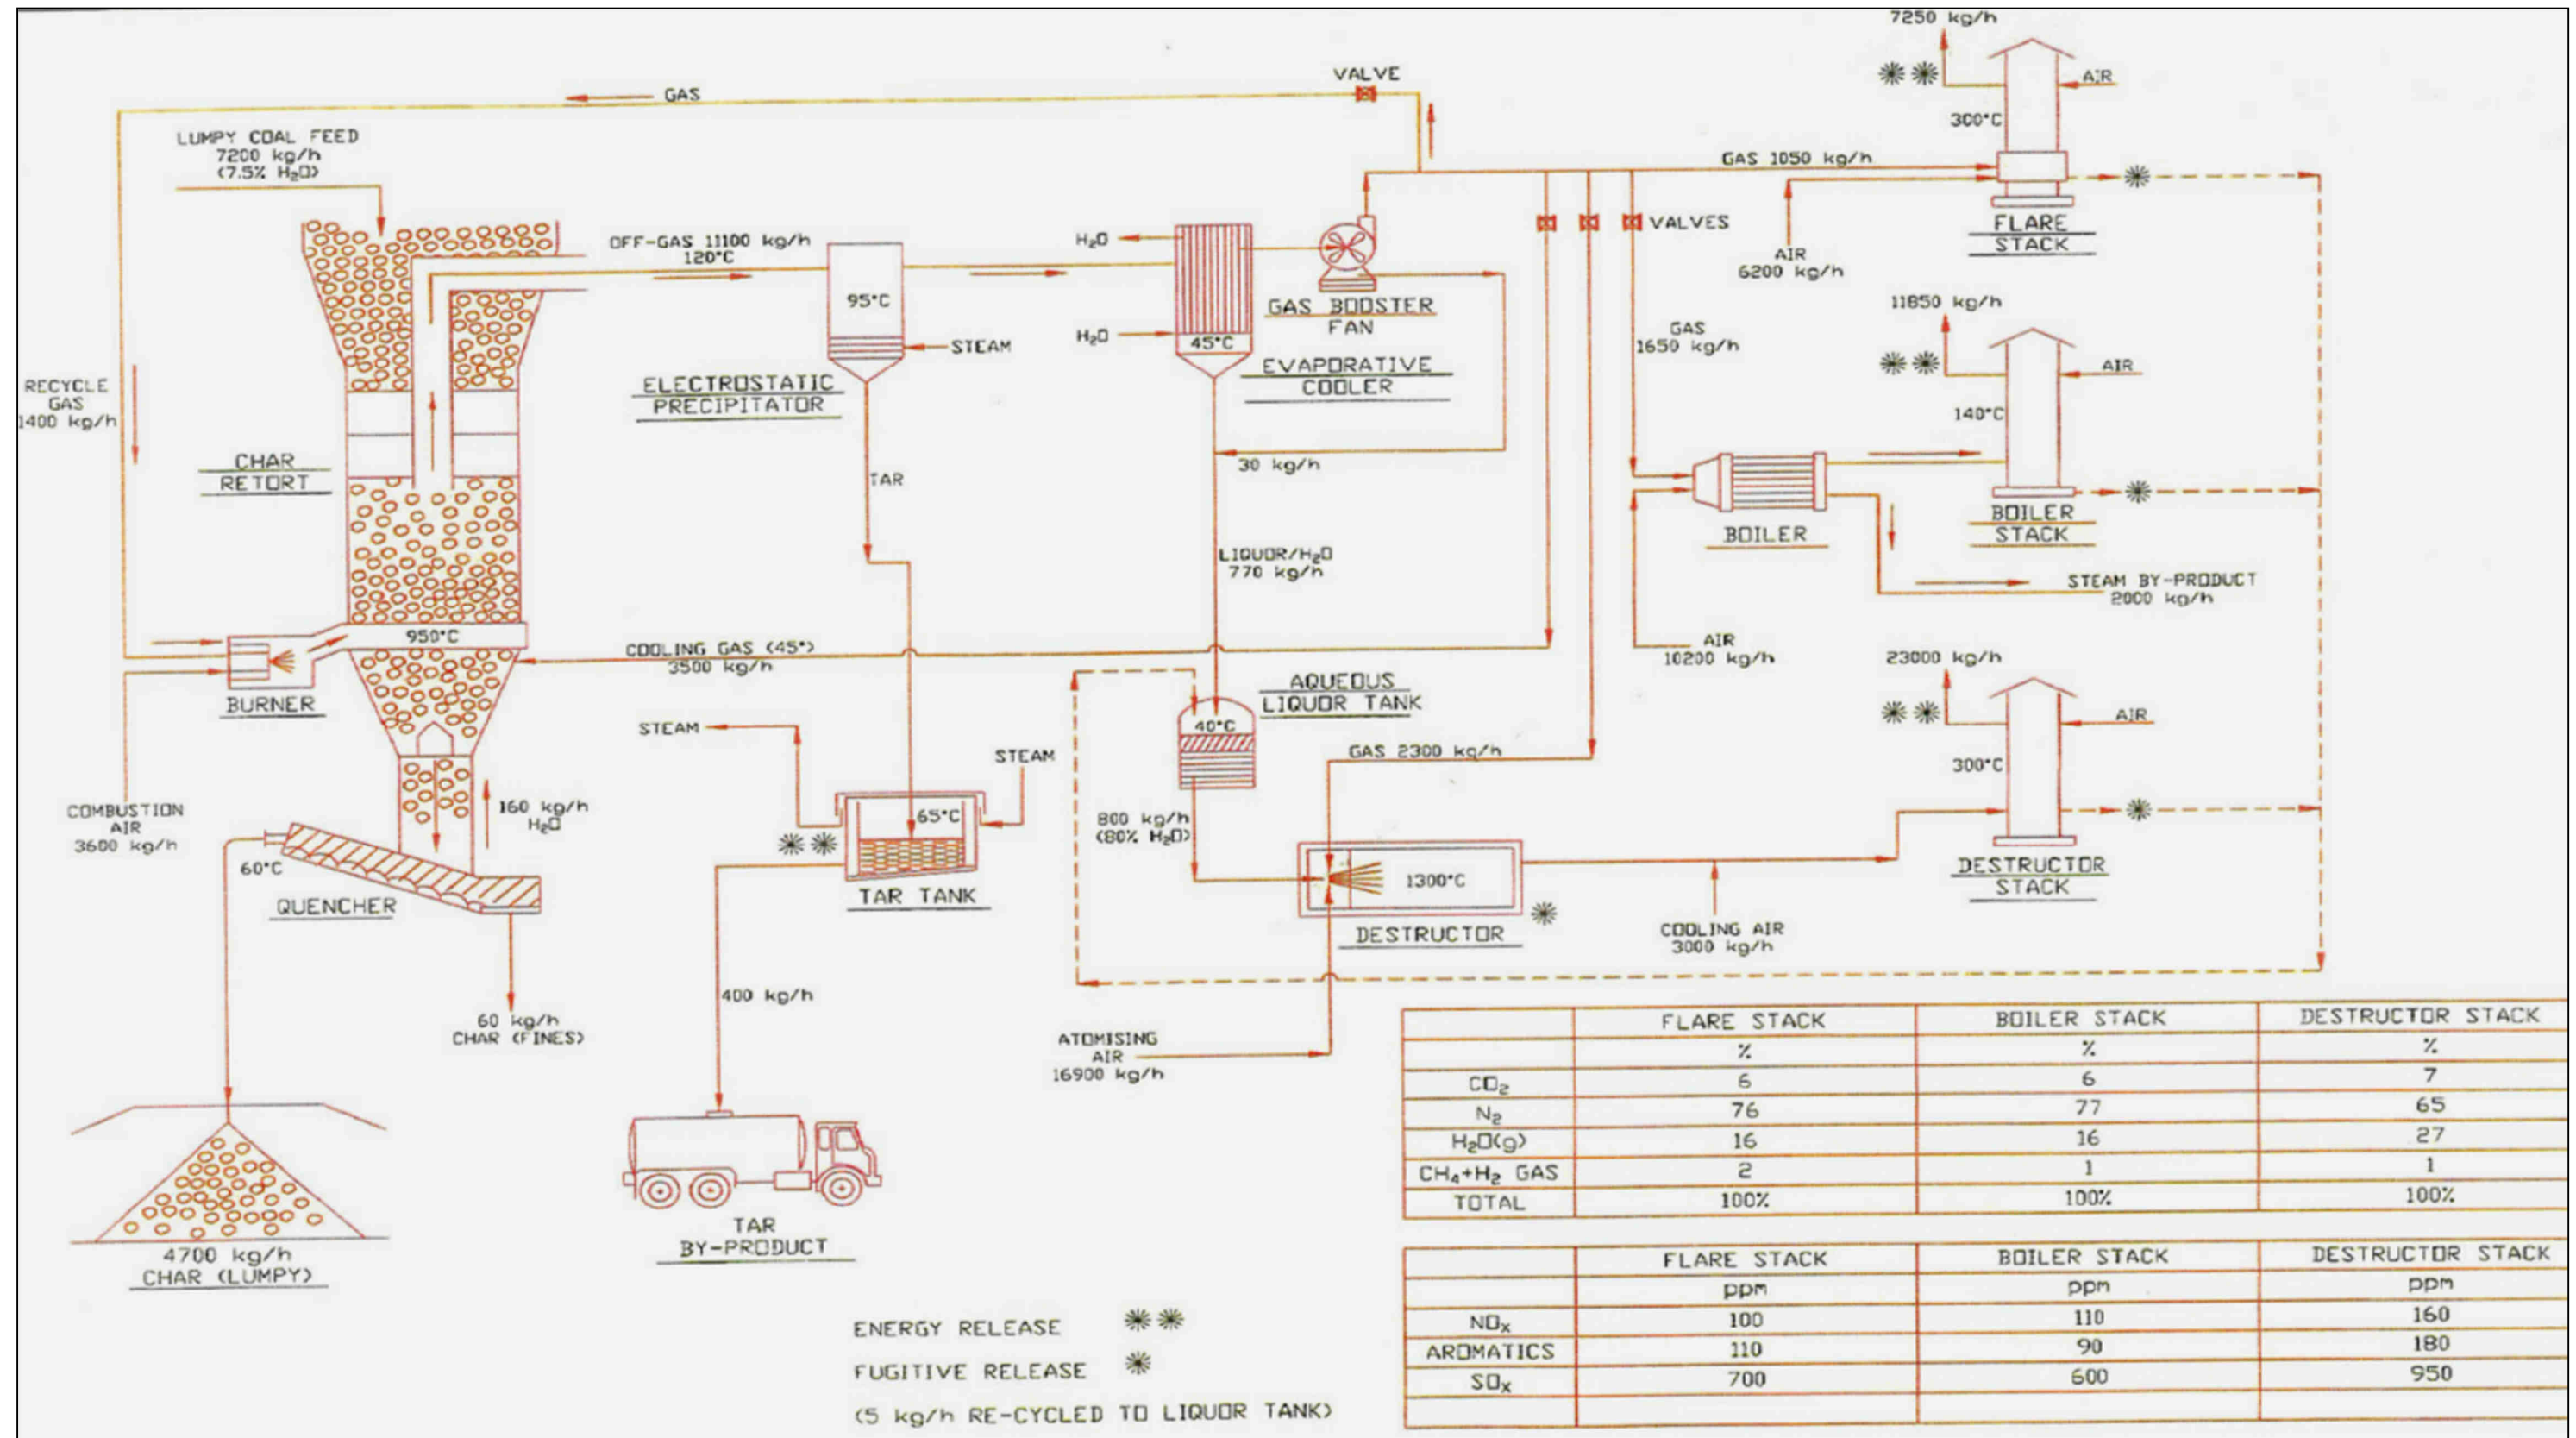 7250 kg/h
VALVE
GAS
AIR
LUMPY COAL FEED
7200 kg/h
(7.5% H₂O)
300°C
GAS 1050 kg/h
OFF-GAS 11100 kg/h
120°C
H₂O
VALVES
FLARE
STACK
AIR
6200 kg/h
95°C
STEAM
H₂O
45°C
GAS BOOSTER
FAN
EVAPORATIVE
COOLER
ELECTROSTATIC
PRECIPITATOR
GAS
1650 kg/h
11850 kg/h
AIR
140°C
RECYCLE
GAS
1400 kg/h
CHAR
RETORT
TAR
30 kg/h
BOILER
BOILER
STACK
LIQUOR/H₂O
770 kg/h
STEAM BY-PRODUCT
2000 kg/h
950°C
COOLING GAS (45°)
3500 kg/h
AIR
10200 kg/h
BURNER
AQUEOUS
LIQUOR TANK
40°C
23000 kg/h
AIR
300°C
STEAM
STEAM
GAS 2300 kg/h
COMBUSTION
AIR
3600 kg/h
160 kg/h
H₂O
65°C
800 kg/h
(80% H₂O)
60°C
QUENCHER
TAR TANK
1300°C
DESTRUCTOR
COOLING AIR
3000 kg/h
DESTRUCTOR
STACK
400 kg/h
60 kg/h
CHAR (FINES)
ATOMISING
AIR
16900 kg/h
4700 kg/h
CHAR (LUMPY)
TAR
BY-PRODUCT
FLARE STACK BOILER STACK DESTRUCTOR STACK
% % %
CO₂ 6 6 7
N₂ 76 77 65
H₂O(g) 16 16 27
CH₄+H₂ GAS 2 1 1
TOTAL 100% 100% 100%
FLARE STACK BOILER STACK DESTRUCTOR STACK
ppm ppm ppm
NOₓ 100 110 160
AROMATICS 110 90 180
SOₓ 700 600 950
ENERGY RELEASE
FUGITIVE RELEASE
(5 kg/h RE-CYCLED TO LIQUOR TANK)